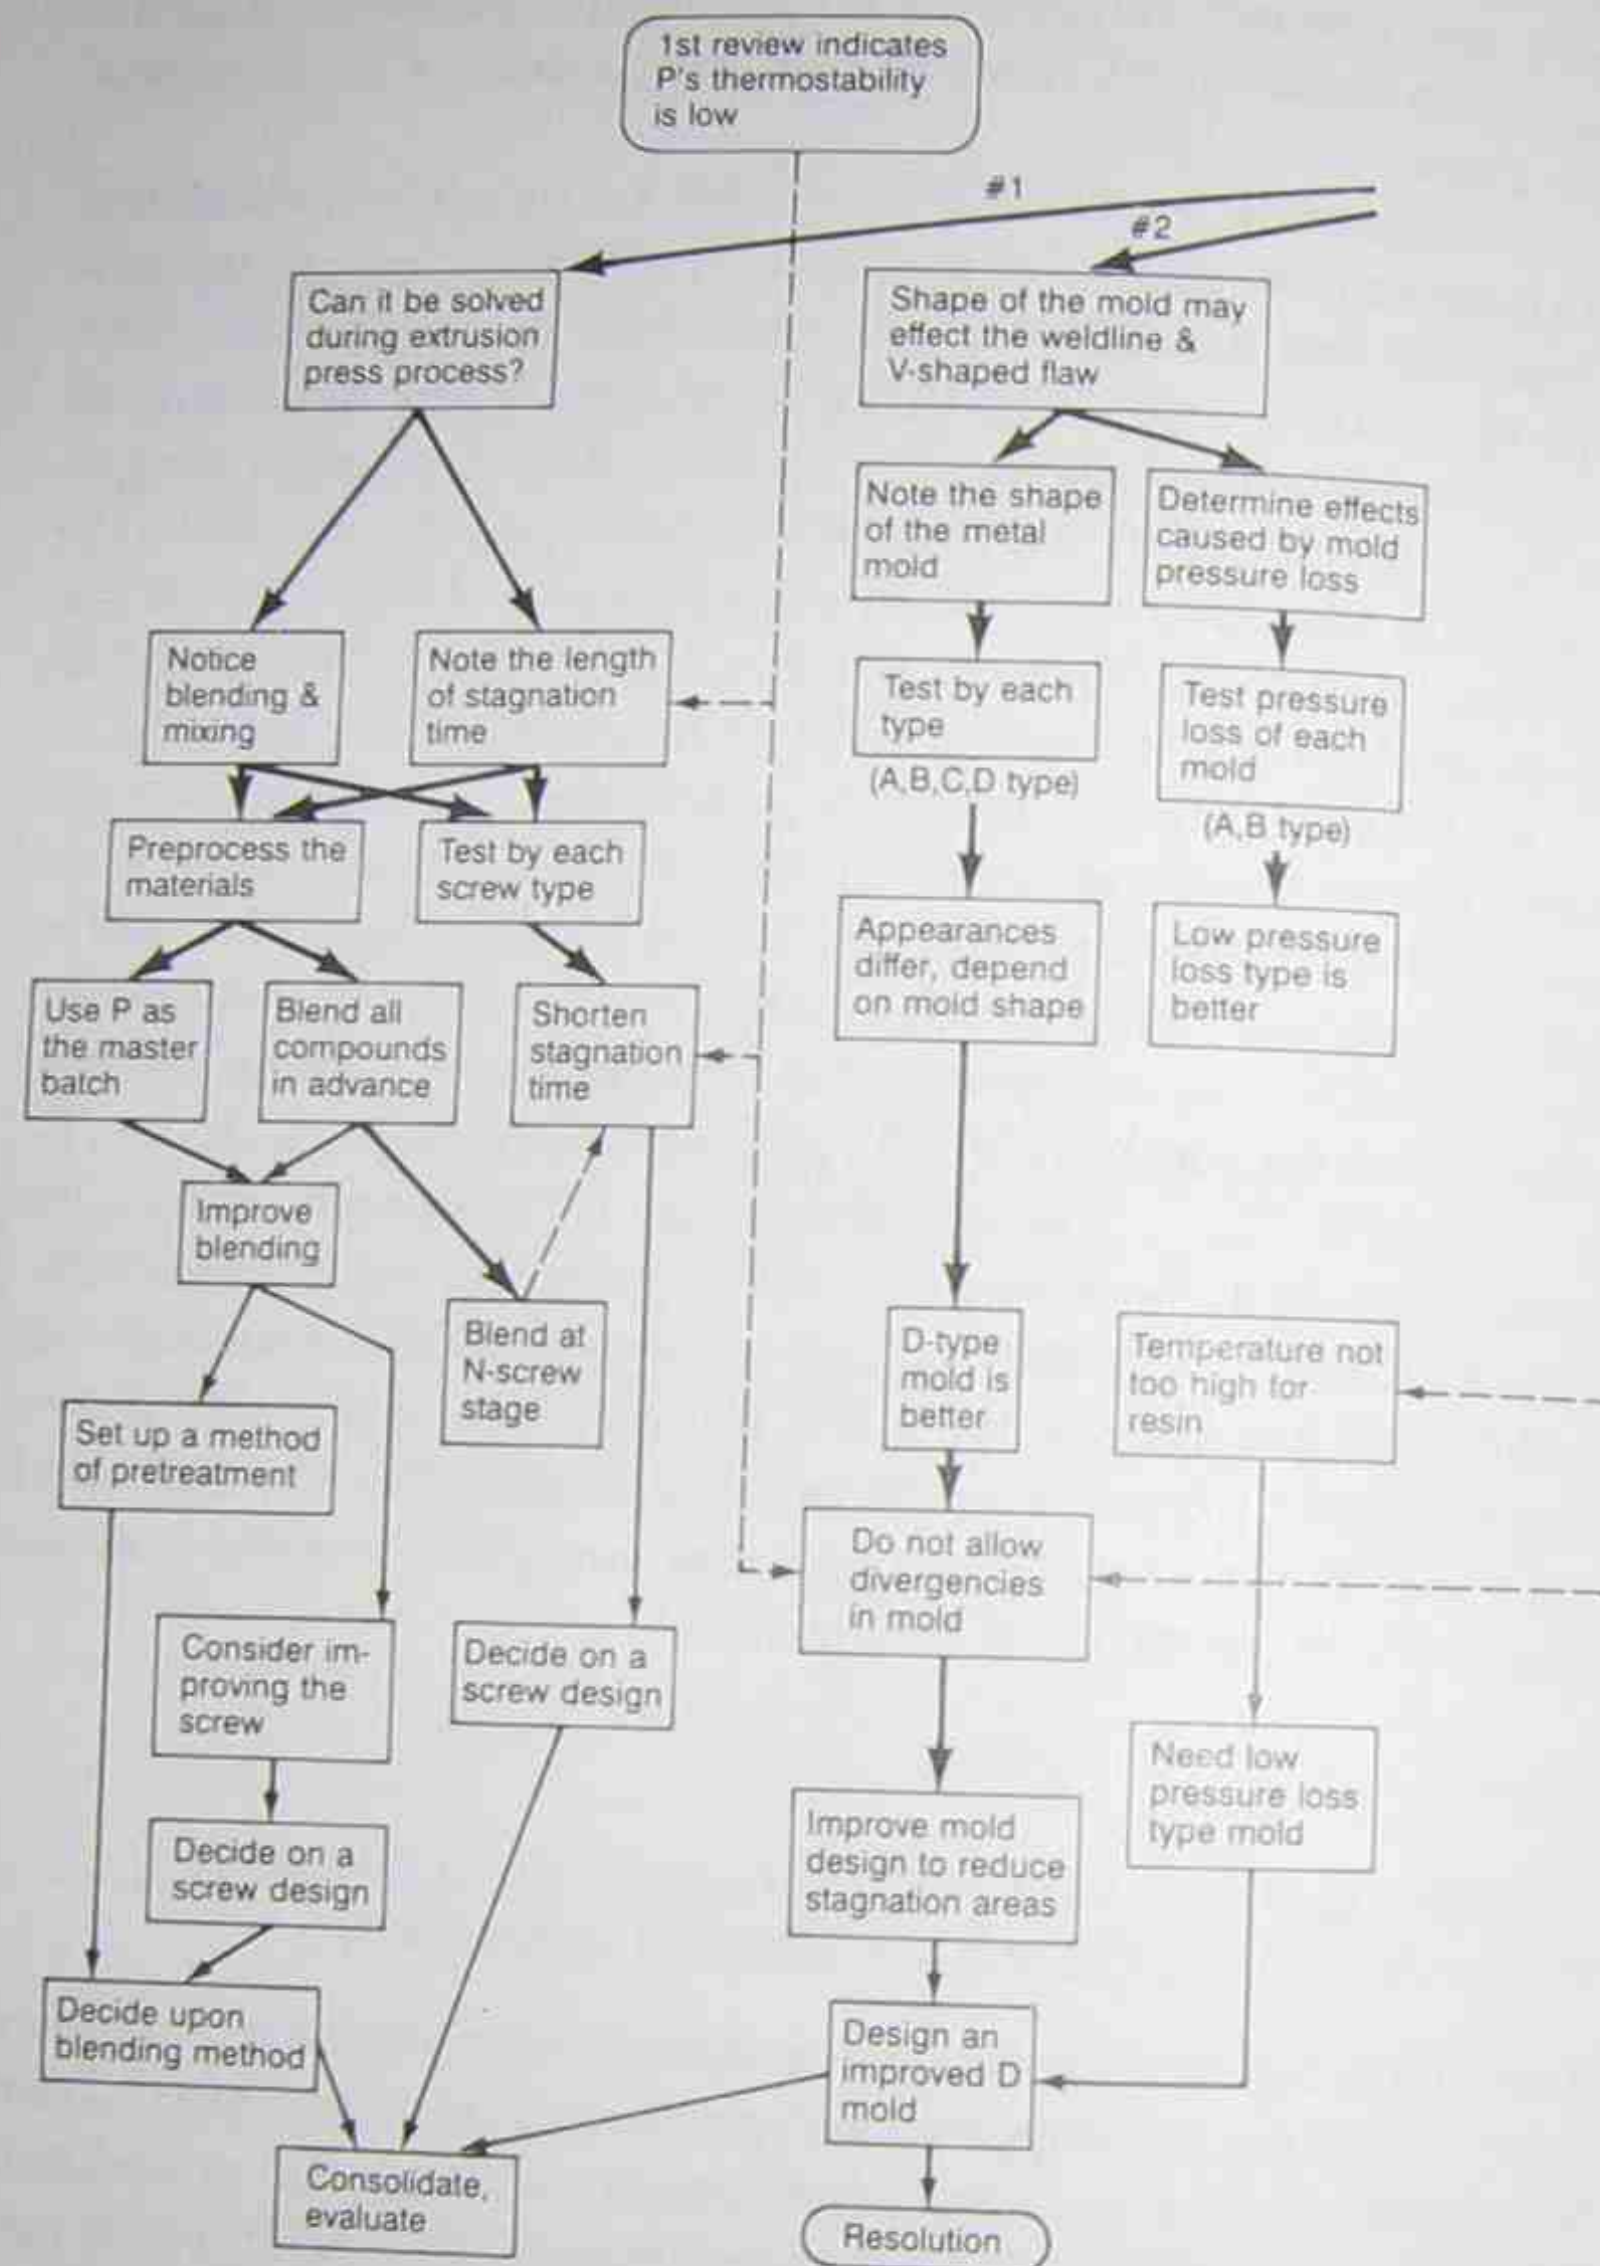 1st review indicates
P's thermostability
is low
#1
#2
Can it be solved
during extrusion
press process?
Shape of the mold may
effect the weldline &
V-shaped flaw
Note the shape
of the metal
mold
Determine effects
caused by mold
pressure loss
Notice
blending &
mixing
Note the length
of stagnation
time
Test by each
type
(A,B,C,D type)
Test pressure
loss of each
mold
(A,B type)
Preprocess the
materials
Test by each
screw type
Appearances
differ, depend
on mold shape
Low pressure
loss type is
better
Use P as
the master
batch
Blend all
compounds
in advance
Shorten
stagnation
time
Improve
blending
Blend at
N-screw
stage
D-type
mold is
better
Temperature not
too high for
resin
Set up a method
of pretreatment
Do not allow
divergencies
in mold
Consider im-
proving the
screw
Decide on a
screw design
Need low
pressure loss
type mold
Improve mold
design to reduce
stagnation areas
Decide on a
screw design
Decide upon
blending method
Design an
improved D
mold
Consolidate,
evaluate
Resolution